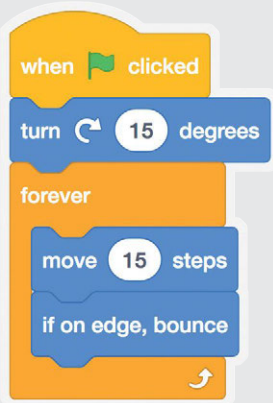 when clicked
turn 15 degrees
forever
move 15 steps
if on edge, bounce